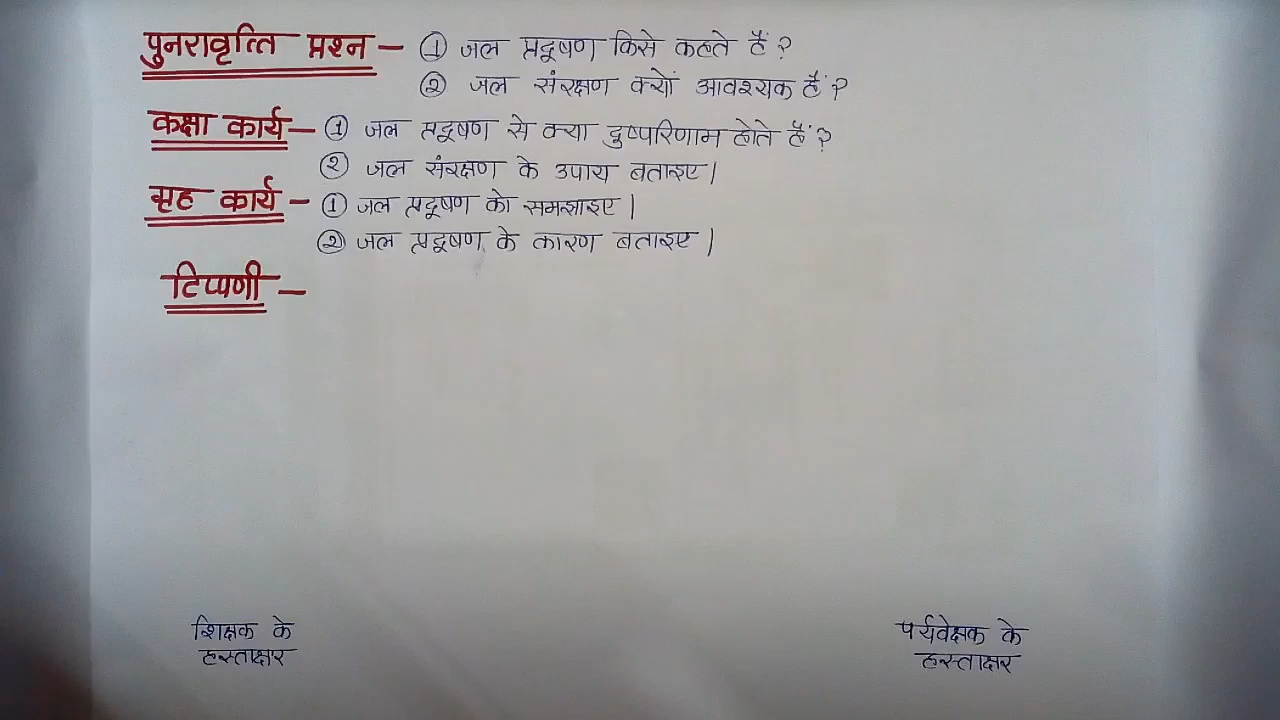 पुनरावृत्ति प्रश्न — ① जल प्रदूषण किसे कहते हैं ?
② जल संरक्षण क्यों आवश्यक हैं ?
कक्षा कार्य — ① जल प्रदूषण से क्या दुष्परिणाम होते हैं ?
② जल संरक्षण के उपाय बताइए |
गृह कार्य — ① जल प्रदूषण को समझाइए |
② जल प्रदूषण के कारण बताइए |
टिप्पणी —
शिक्षक के
हस्ताक्षर
पर्यवेक्षक के
हस्ताक्षर